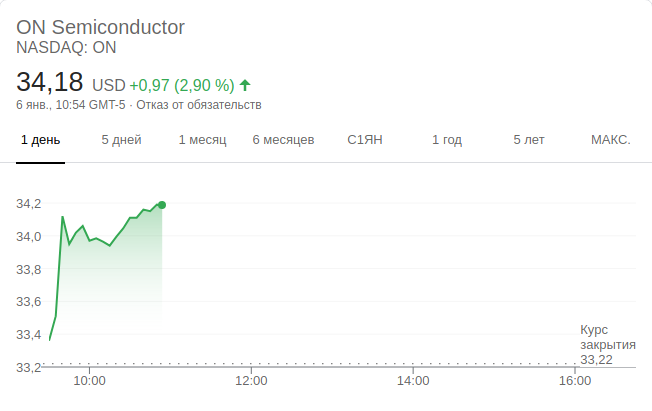 ON Semiconductor
NASDAQ: ON
34,18 USD +0,97 (2,90 %)
6 янв., 10:54 GMT-5 · Отказ от обязательств
1 день 5 дней 1 месяц 6 месяцев С1ЯН 1 год 5 лет МАКС.
34,2
34,0
33,8
33,6
33,4
33,2
Курс
закрытия
33,22
10:00 12:00 14:00 16:00